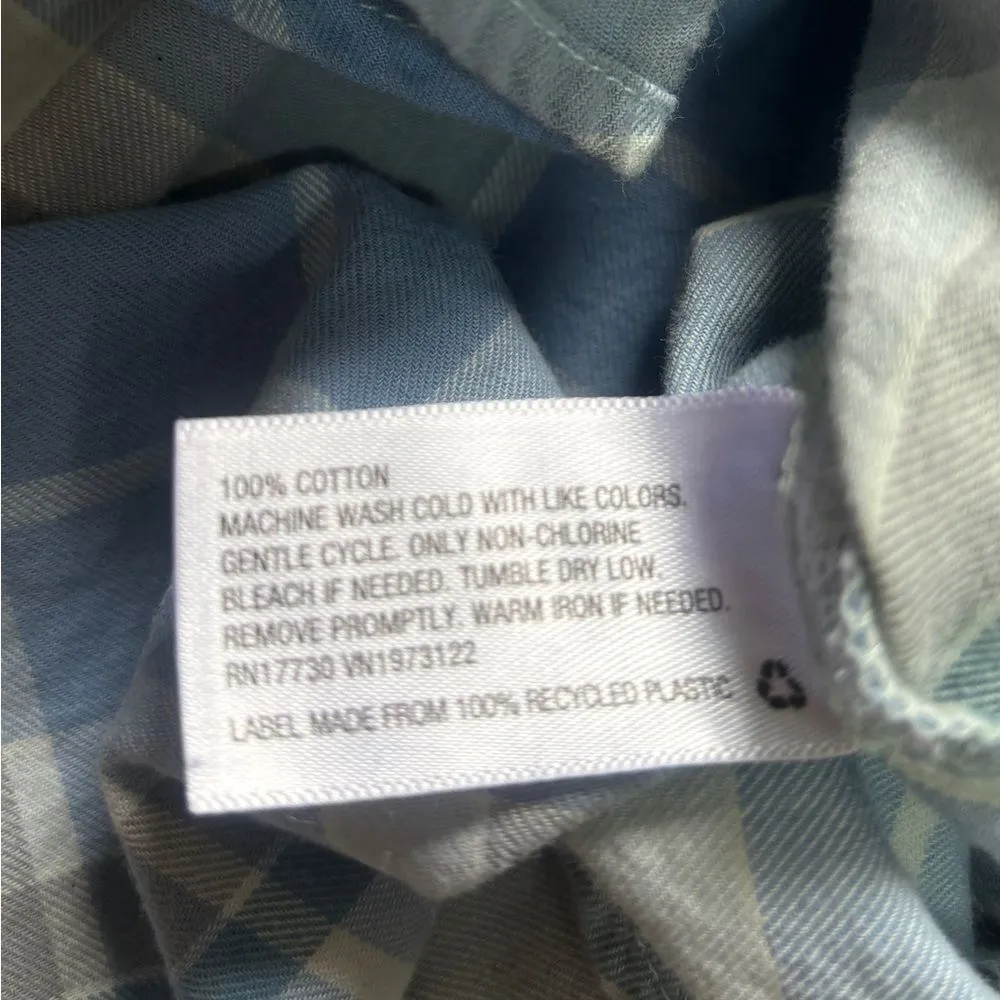 100% COTTON
MACHINE WASH COLD WITH LIKE COLORS.
GENTLE CYCLE. ONLY NON-CHLORINE
BLEACH IF NEEDED. TUMBLE DRY LOW.
REMOVE PROMPTLY. WARM IRON IF NEEDED.
RN17730 VN1973122
LABEL MADE FROM 100% RECYCLED PLASTIC